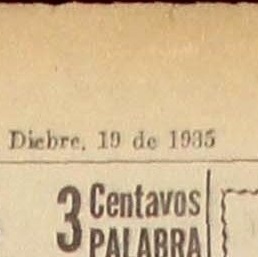 Dicbre, 19 de 1935
3 Centavos
PALABRA